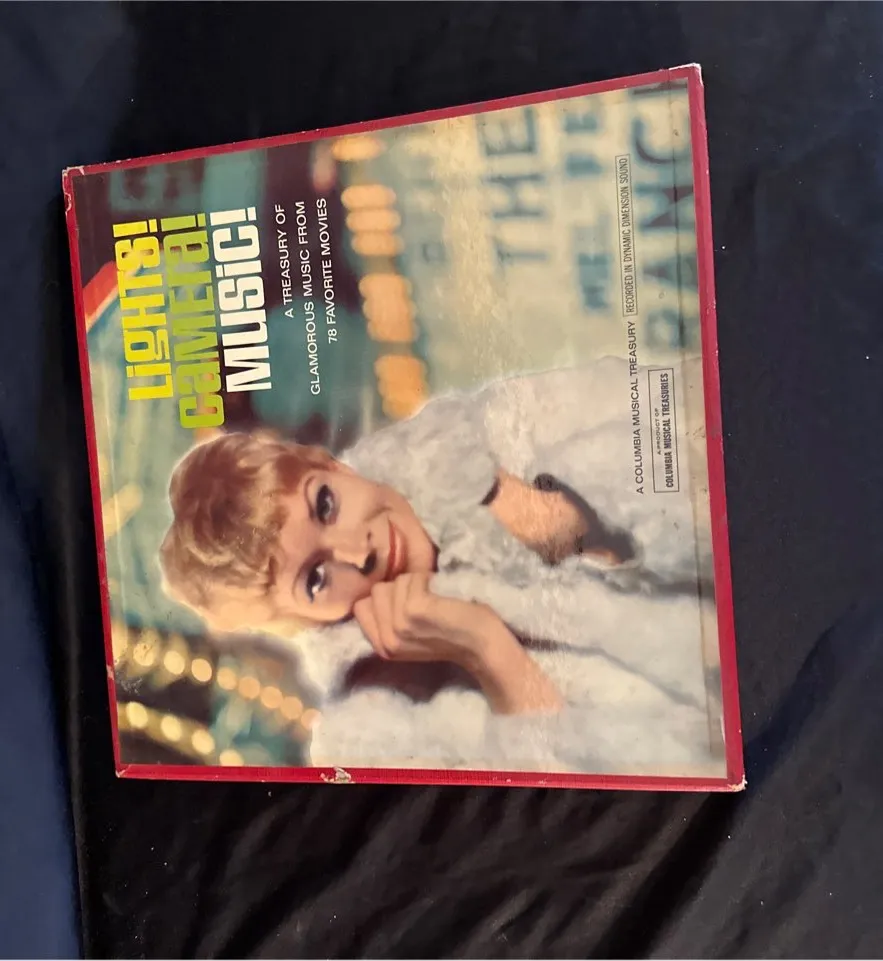 LiGHTS!
CaMERa!
MUSiC!
A TREASURY OF
GLAMOROUS MUSIC FROM
78 FAVORITE MOVIES
THE
A COLUMBIA MUSICAL TREASURY RECORDED IN DYNAMIC DIMENSION SOUND
A PRODUCT OF
COLUMBIA MUSICAL TREASURIES